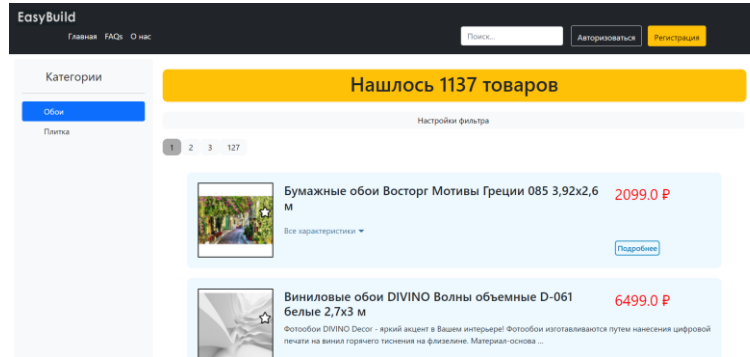 EasyBuild
Главная FAQs О нас
Поиск...
Авторизоваться
Регистрация
Категории
Обои
Плитка
Нашлось 1137 товаров
Настройки фильтра
1 2 3 127
Бумажные обои Восторг Мотивы Греции 085 3,92x2,6
м
2099.0 ₽
Все характеристики
Подробнее
Виниловые обои DIVINO Волны объемные D-061
белые 2,7x3 м
6499.0 ₽
Фотообои DIVINO Decor - яркий акцент в Вашем интерьере! Фотообои изготавливаются путем нанесения цифровой
печати на винил горячего тиснения на флизелине. Материал-основа ...